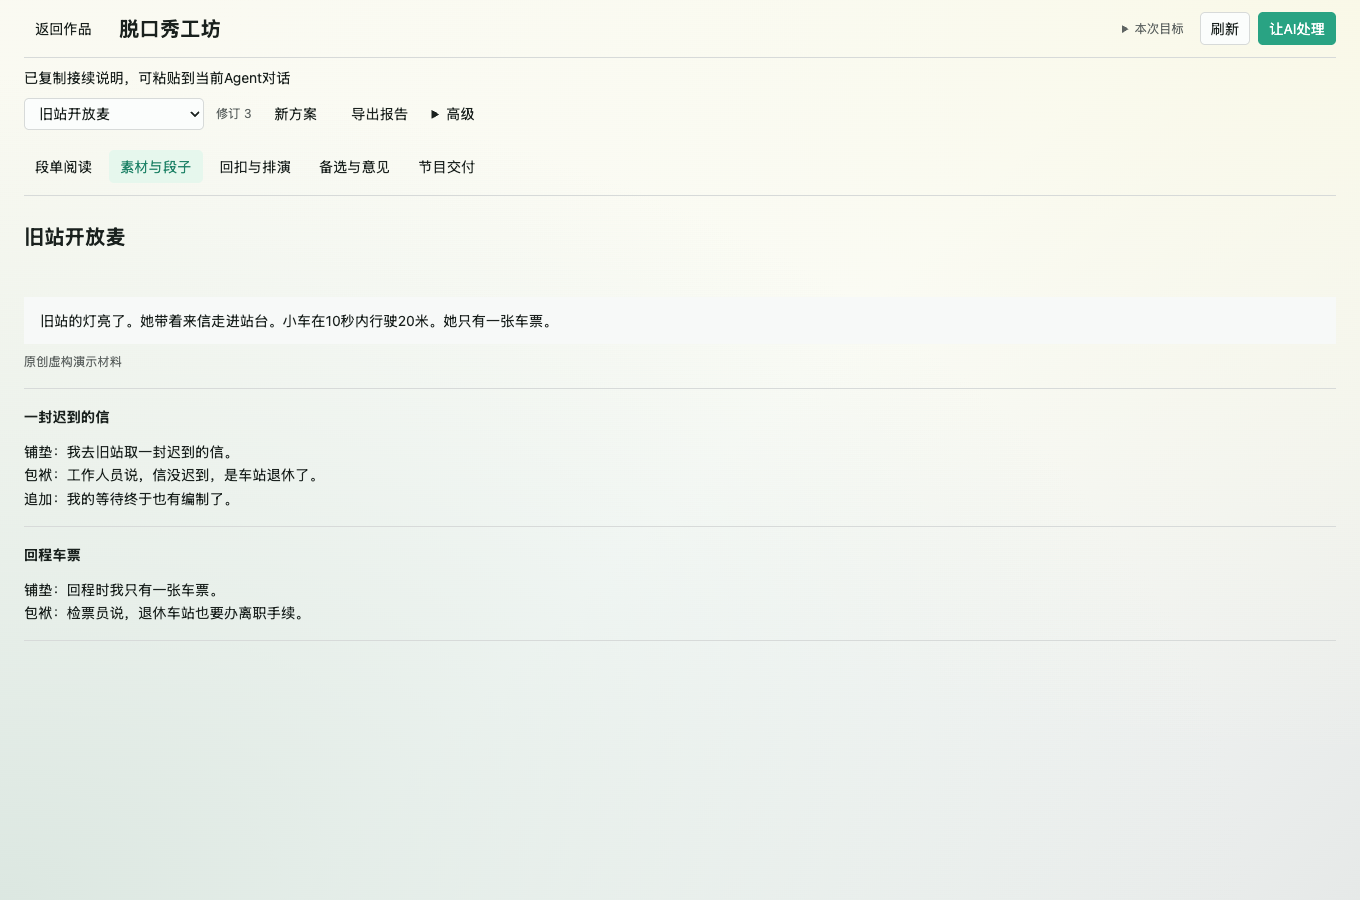 返回作品 脱口秀工坊 ▶ 本次目标 刷新 让AI处理
已复制接续说明，可粘贴到当前Agent对话
旧站开放麦 修订 3 新方案 导出报告 ▶ 高级
段单阅读 素材与段子 回扣与排演 备选与意见 节目交付
旧站开放麦
旧站的灯亮了。她带着来信走进站台。小车在10秒内行驶20米。她只有一张车票。
原创虚构演示材料
一封迟到的信
铺垫：我去旧站取一封迟到的信。
包袱：工作人员说，信没迟到，是车站退休了。
追加：我的等待终于也有编制了。
回程车票
铺垫：回程时我只有一张车票。
包袱：检票员说，退休车站也要办离职手续。